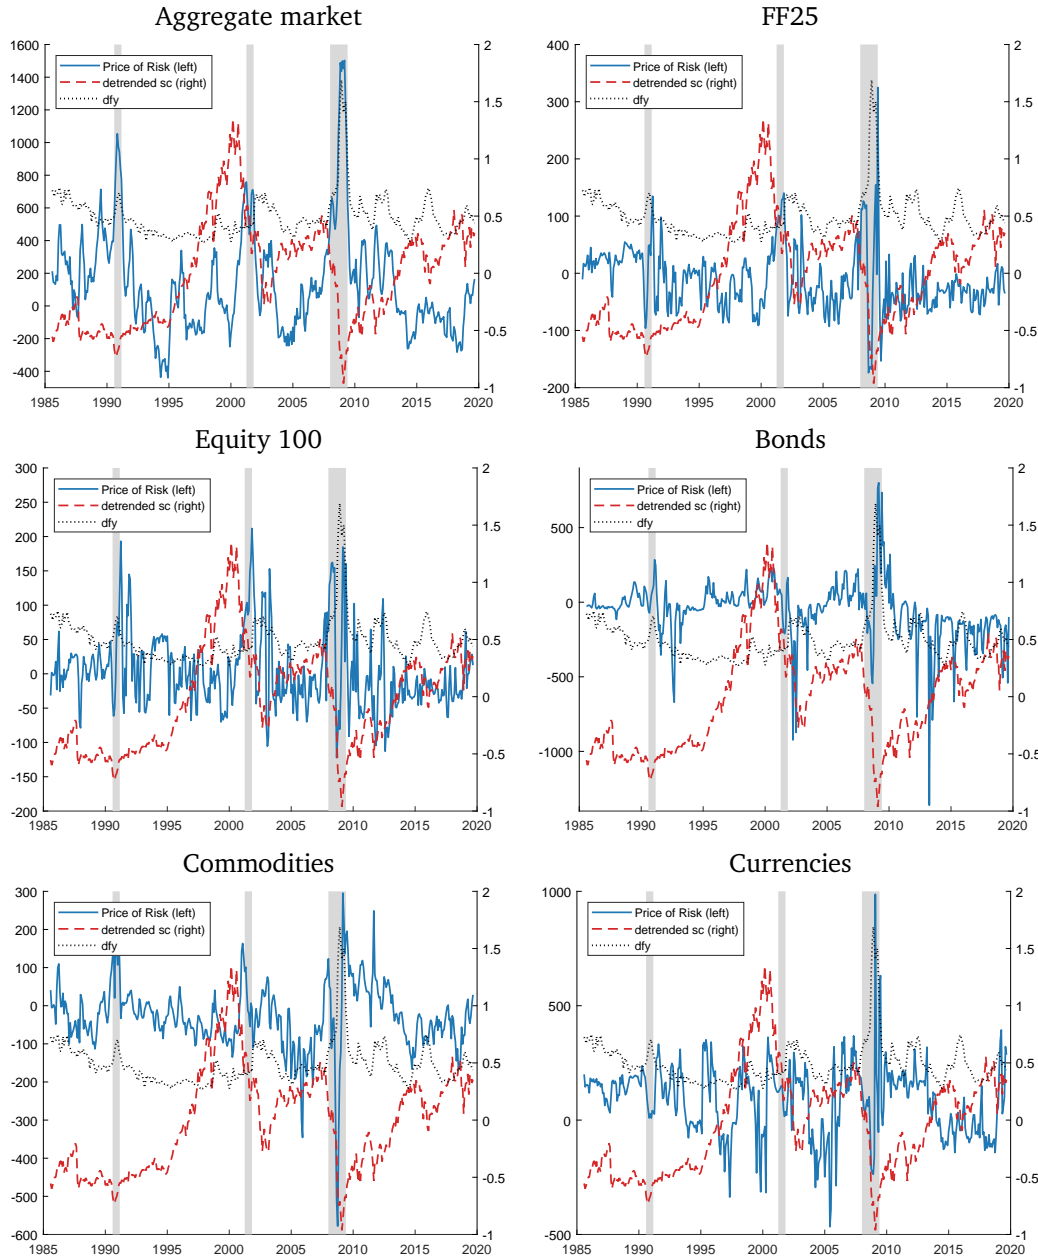 Aggregate market
1600
1400
1200
1000
800
600
400
200
0
-200
-400
2
1.5
1
0.5
0
-0.5
-1
1985 1990 1995 2000 2005 2010 2015 2020
Price of Risk (left)
detrended sc (right)
dfy
FF25
400
300
200
100
0
-100
-200
2
1.5
1
0.5
0
-0.5
-1
1985 1990 1995 2000 2005 2010 2015 2020
Price of Risk (left)
detrended sc (right)
dfy
Equity 100
300
250
200
150
100
50
0
-50
-100
-150
-200
2
1.5
1
0.5
0
-0.5
-1
1985 1990 1995 2000 2005 2010 2015 2020
Price of Risk (left)
detrended sc (right)
dfy
Bonds
500
0
-500
-1000
2
1.5
1
0.5
0
-0.5
-1
1985 1990 1995 2000 2005 2010 2015 2020
Price of Risk (left)
detrended sc (right)
dfy
Commodities
300
200
100
0
-100
-200
-300
-400
-500
-600
2
1.5
1
0.5
0
-0.5
-1
1985 1990 1995 2000 2005 2010 2015 2020
Price of Risk (left)
detrended sc (right)
dfy
Currencies
1000
500
0
-500
2
1.5
1
0.5
0
-0.5
-1
1985 1990 1995 2000 2005 2010 2015 2020
Price of Risk (left)
detrended sc (right)
dfy